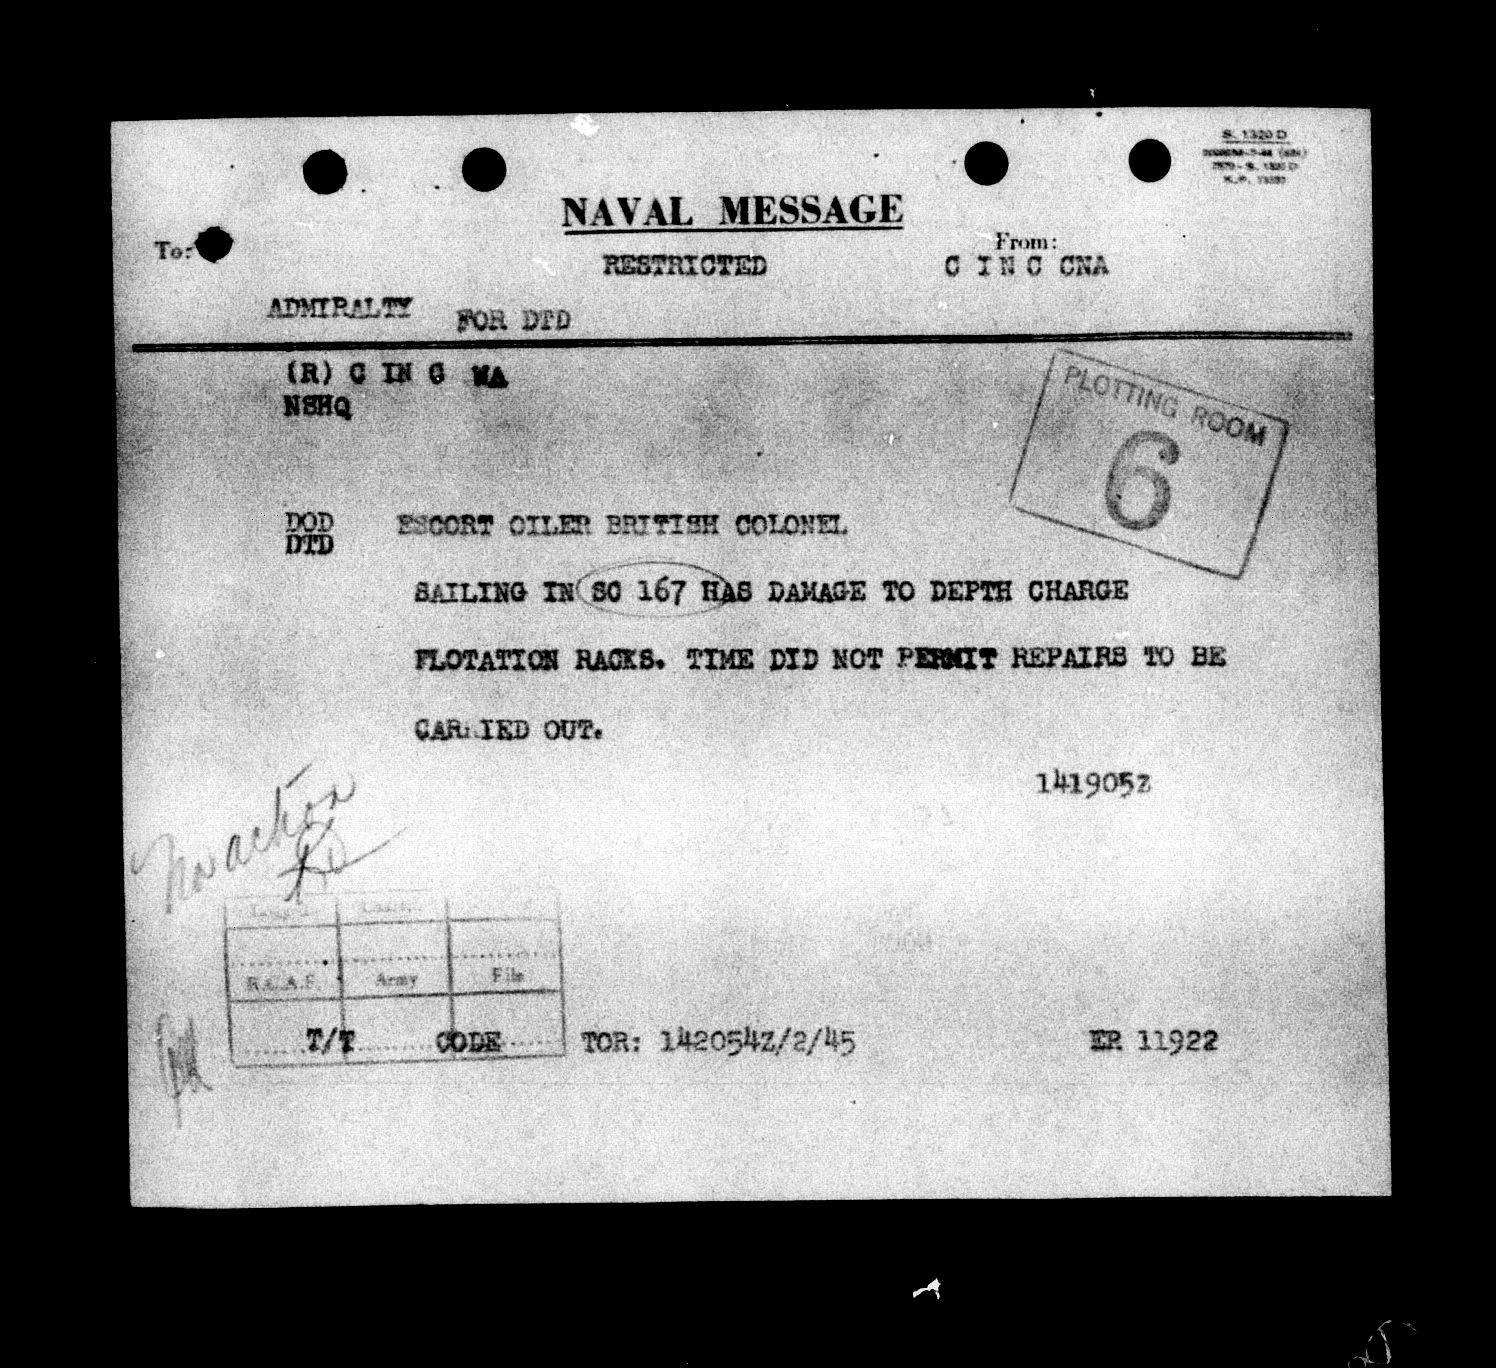 S. 1320 D
NAVAL MESSAGE
To:
From:
RESTRICTED
C IN C CNA
ADMIRALTY FOR DTD
(R) C IN C WA
NSHQ
PLOTTING ROOM
6
DOD
DTD
ESCORT OILER BRITISH COLONEL
SAILING IN SC 167 HAS DAMAGE TO DEPTH CHARGE
FLOTATION RACKS. TIME DID NOT PERMIT REPAIRS TO BE
CARRIED OUT.
141905Z
No action
R.C.A.F. Army File
T/T CODE TOR: 142054Z/2/45 ER 11922